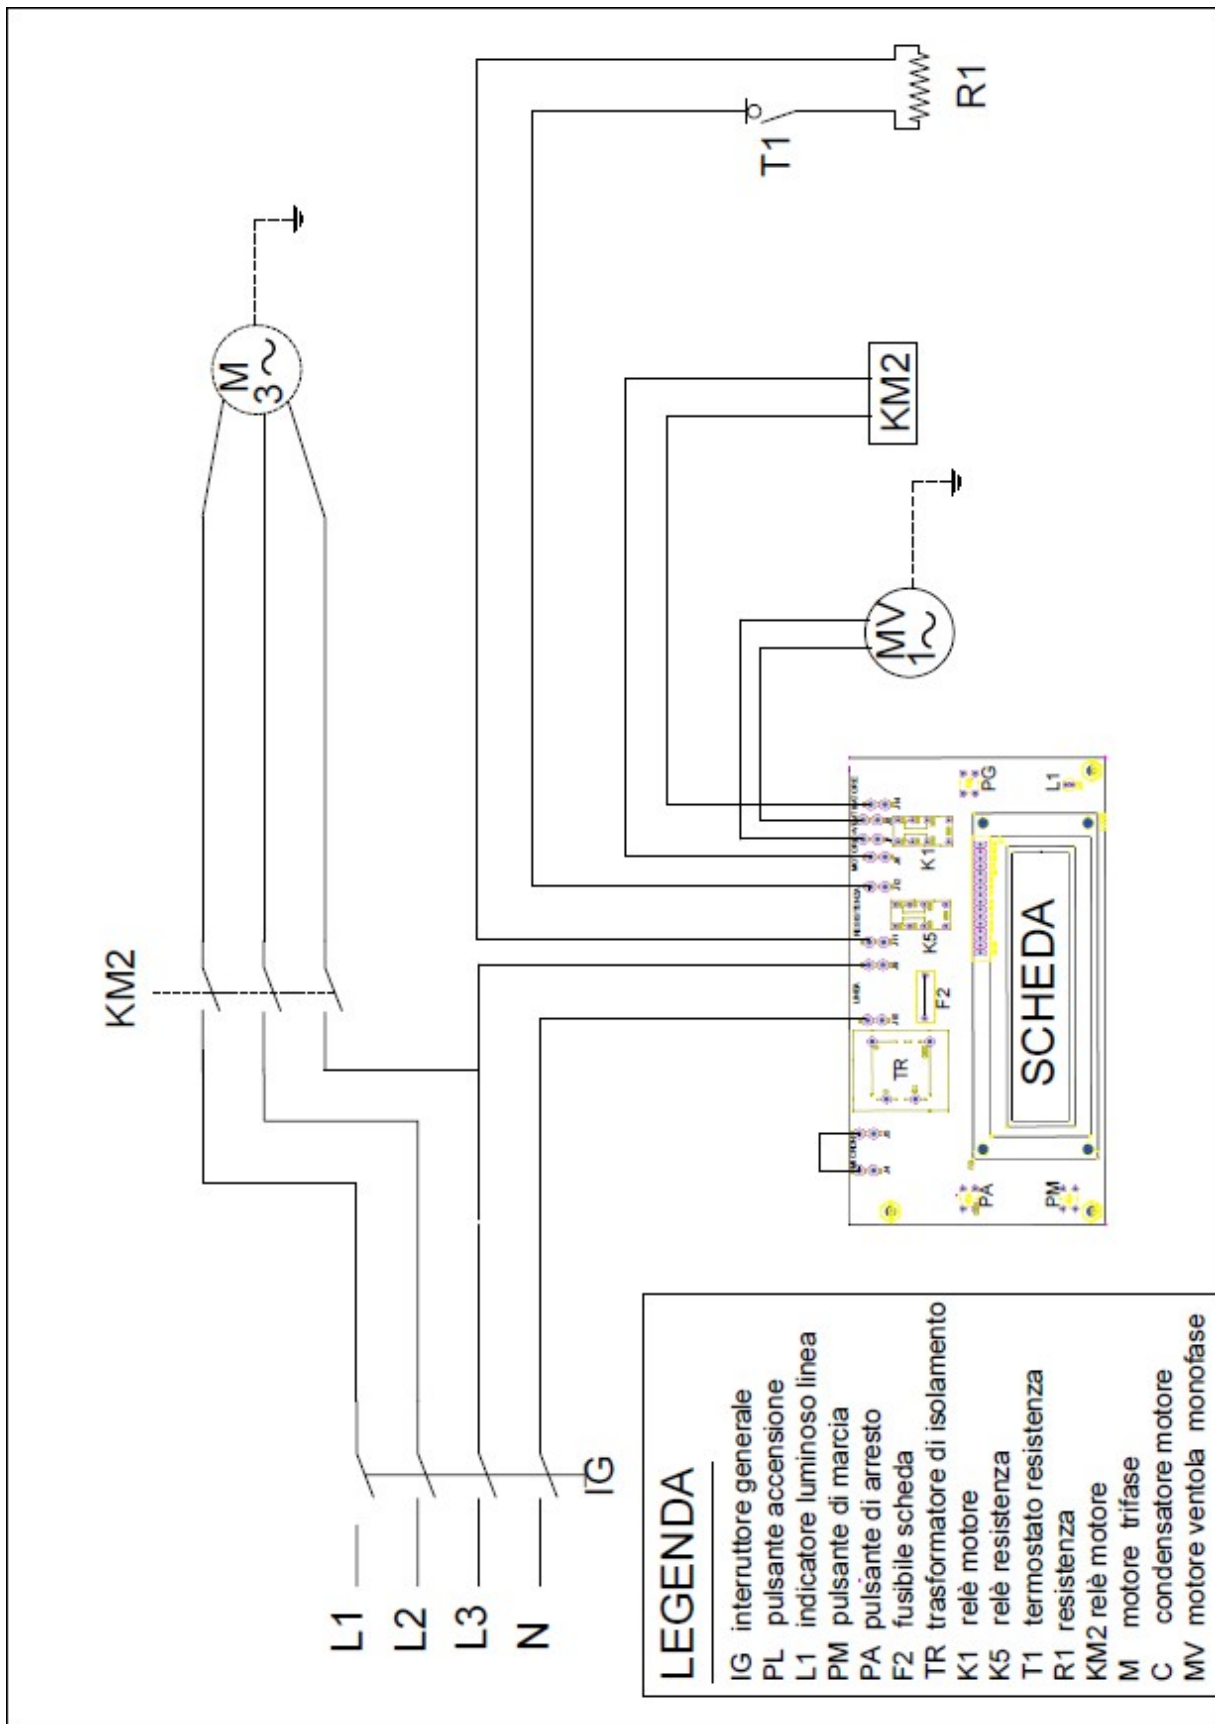 KM2
M
3~
T1
R1
L1
L2
L3
N
IG
KM2
MV
1~
LINEA
RESISTENZA
TR
F2
K5
K1
PG
L1
PA
PM
SCHEDA
LEGENDA
IG interruttore generale
PL pulsante accensione
L1 indicatore luminoso linea
PM pulsante di marcia
PA pulsante di arresto
F2 fusibile scheda
TR trasformatore di isolamento
K1 relè motore
K5 relè resistenza
T1 termostato resistenza
R1 resistenza
KM2 relè motore
M motore trifase
C condensatore motore
MV motore ventola monofase